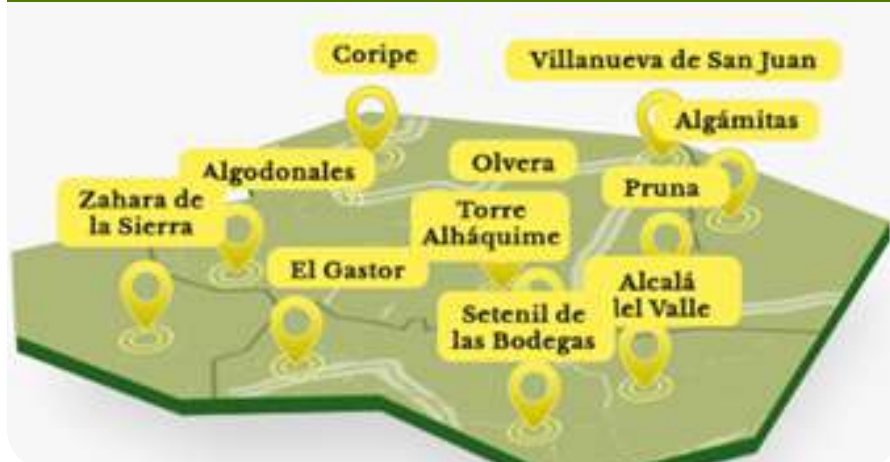 Coripe
Villanueva de San Juan
Algámitas
Olvera
Algodonales
Pruna
Zahara de
la Sierra
Torre
Alháquime
El Gastor
Alcalá
del Valle
Setenil de
las Bodegas